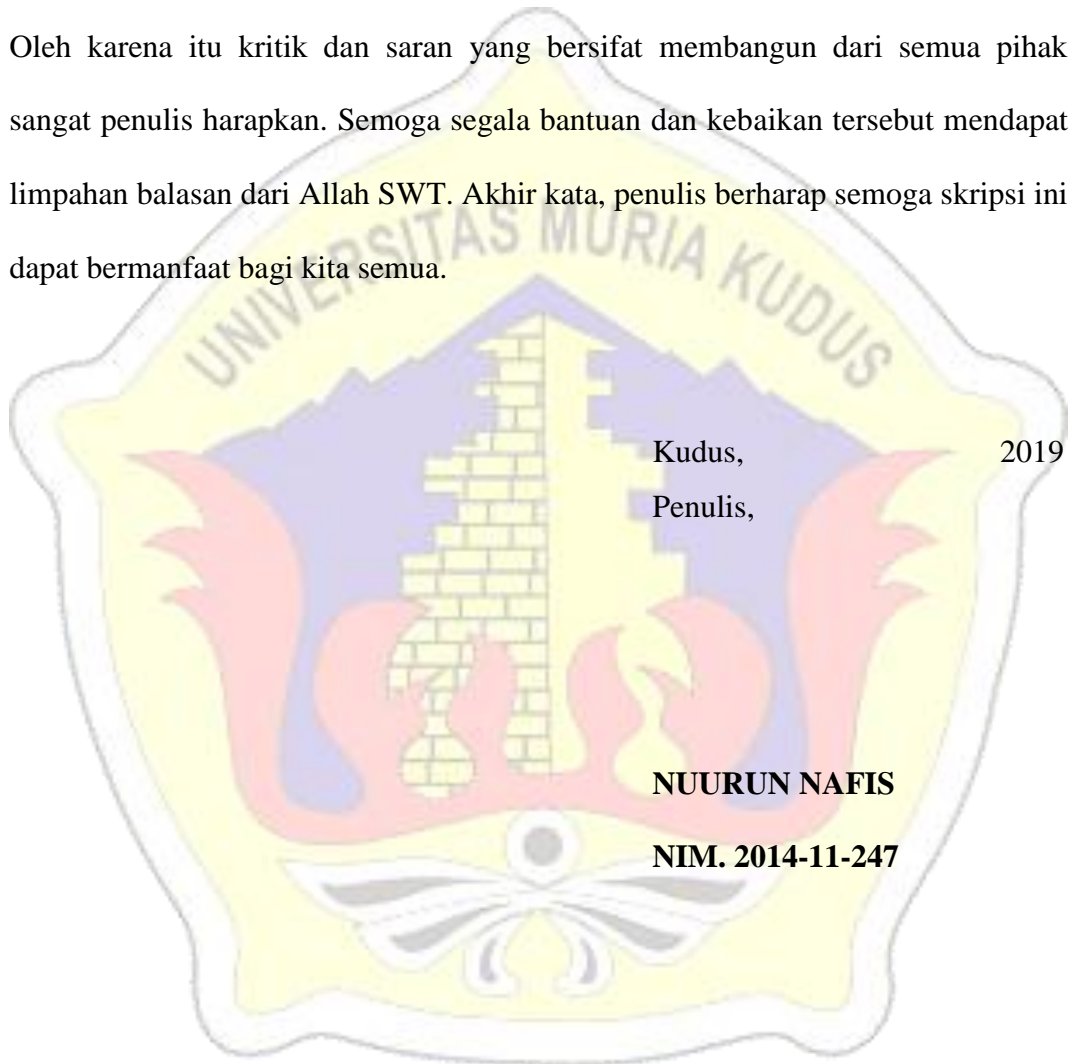 Oleh karena itu kritik dan saran yang bersifat membangun dari semua pihak
sangat penulis harapkan. Semoga segala bantuan dan kebaikan tersebut mendapat
limpahan balasan dari Allah SWT. Akhir kata, penulis berharap semoga skripsi ini
dapat bermanfaat bagi kita semua.
UNIVERSITAS MURIA KUDUS
Kudus, 2019
Penulis,
NUURUN NAFIS
NIM. 2014-11-247